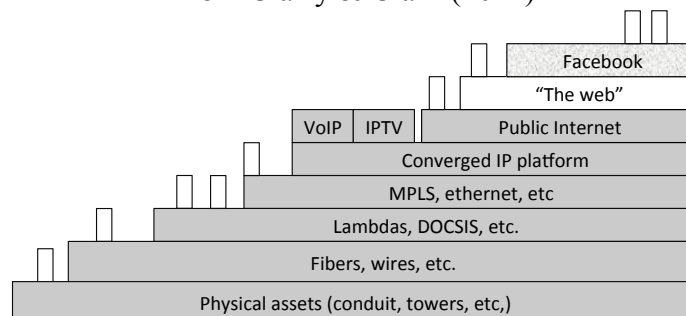 Facebook
“The web”
VoIP IPTV Public Internet
Converged IP platform
MPLS, ethernet, etc
Lambdas, DOCSIS, etc.
Fibers, wires, etc.
Physical assets (conduit, towers, etc,)